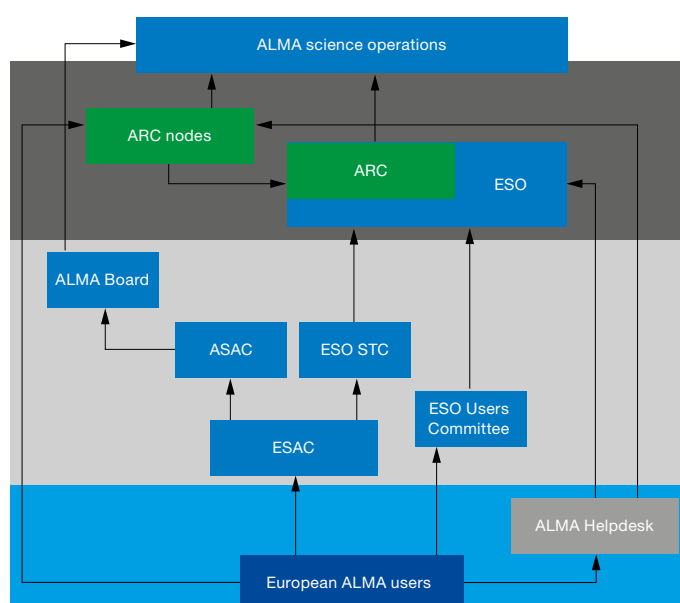 ALMA science operations
ARC nodes
ARC
ESO
ALMA Board
ASAC
ESO STC
ESO Users
Committee
ESAC
ALMA Helpdesk
European ALMA users